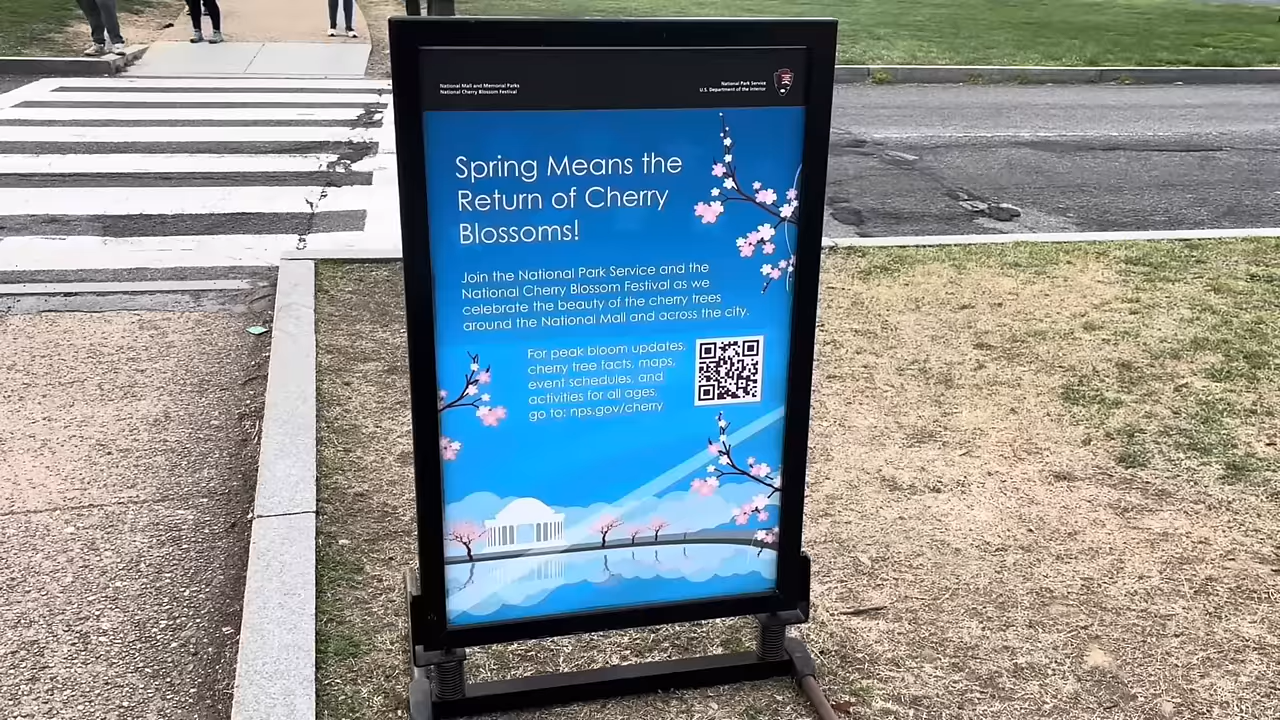 National Mall and Memorial Parks
National Cherry Blossom Festival
National Park Service
U.S. Department of the Interior
Spring Means the
Return of Cherry
Blossoms!
Join the National Park Service and the
National Cherry Blossom Festival as we
celebrate the beauty of the cherry trees
around the National Mall and across the city.
For peak bloom updates,
cherry tree facts, maps,
event schedules, and
activities for all ages,
go to: nps.gov/cherry